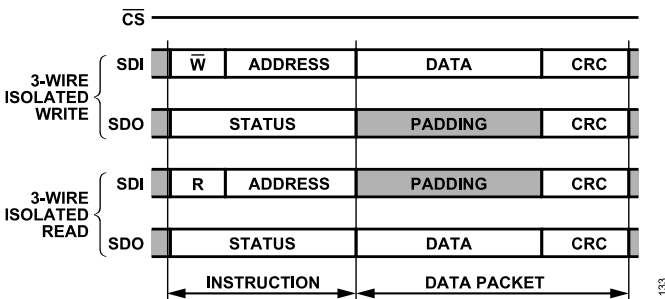 CS
3-WIRE
ISOLATED
WRITE
SDI W ADDRESS DATA CRC
SDO STATUS PADDING CRC
3-WIRE
ISOLATED
READ
SDI R ADDRESS PADDING CRC
SDO STATUS DATA CRC
INSTRUCTION DATA PACKET
133